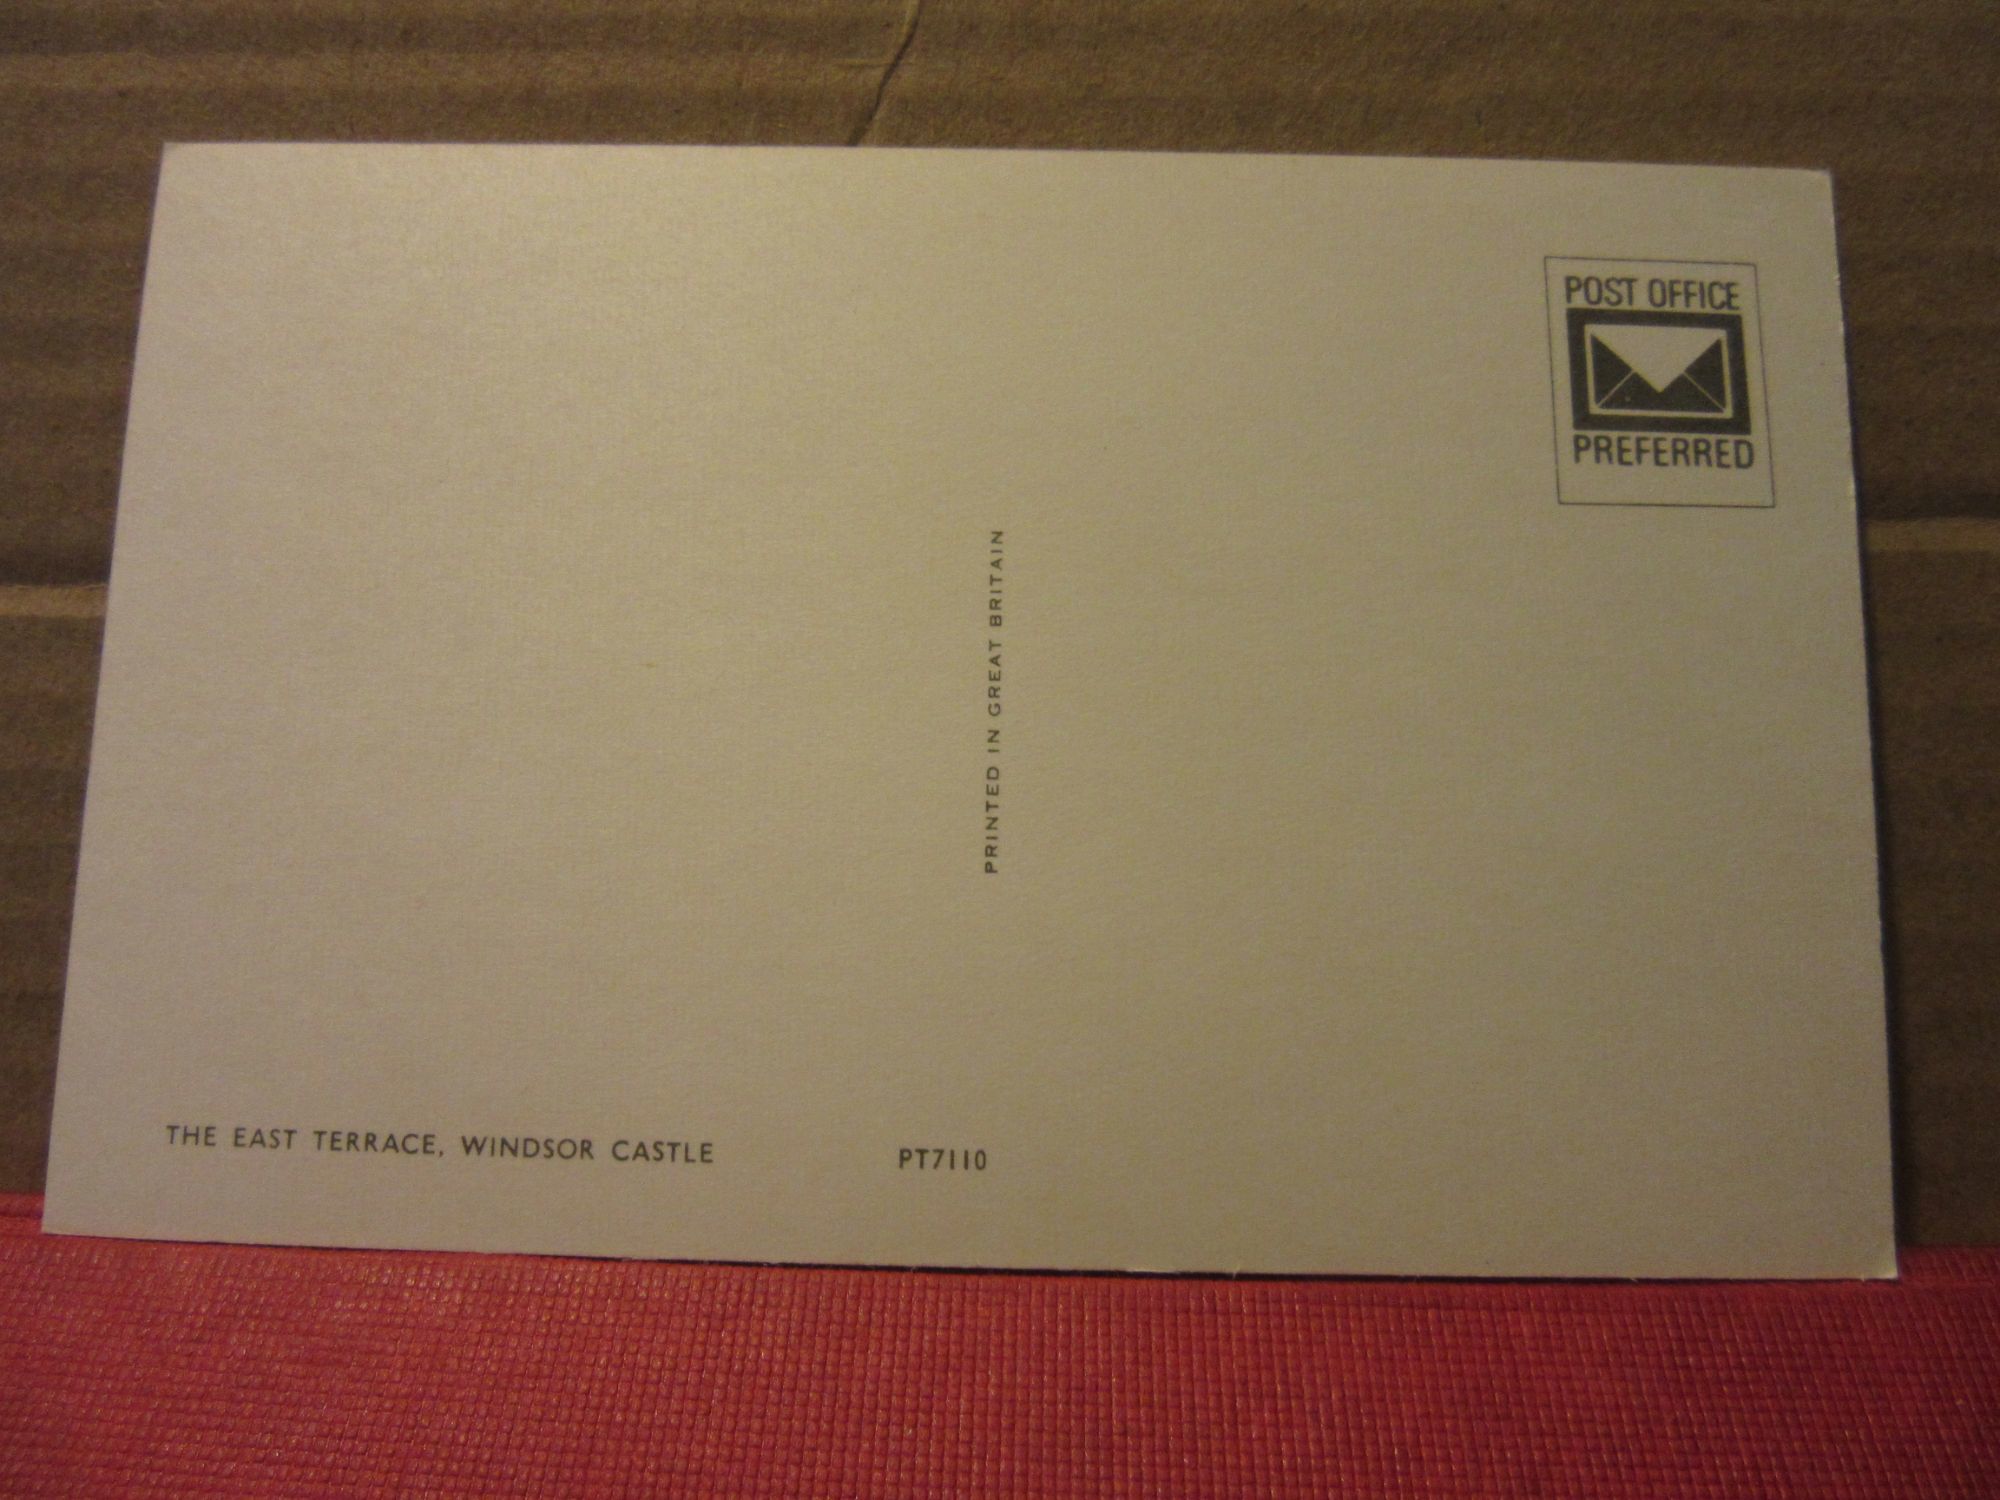 POST OFFICE
PREFERRED
PRINTED IN GREAT BRITAIN
THE EAST TERRACE, WINDSOR CASTLE
PT7110